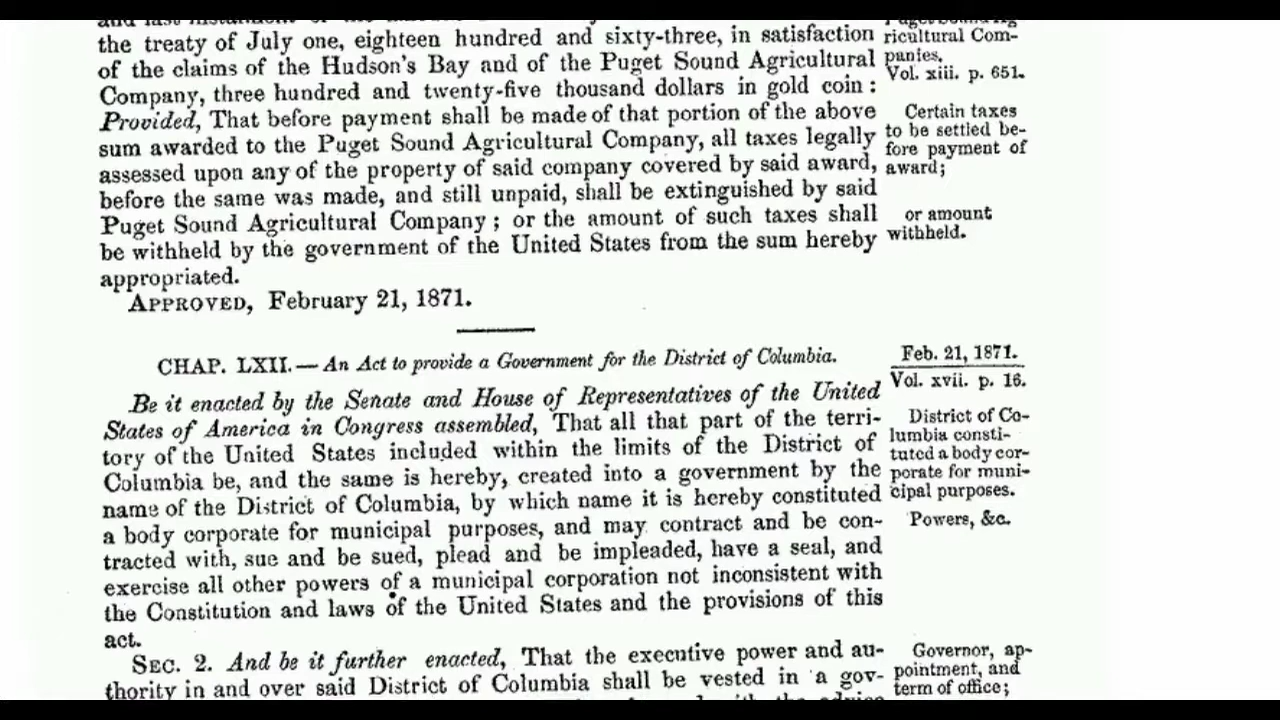 and last instalment of the
the treaty of July one, eighteen hundred and sixty-three, in satisfaction
of the claims of the Hudson's Bay and of the Puget Sound Agricultural
Company, three hundred and twenty-five thousand dollars in gold coin :
Provided, That before payment shall be made of that portion of the above
sum awarded to the Puget Sound Agricultural Company, all taxes legally
assessed upon any of the property of said company covered by said award,
before the same was made, and still unpaid, shall be extinguished by said
Puget Sound Agricultural Company ; or the amount of such taxes shall
be withheld by the government of the United States from the sum hereby
appropriated.
APPROVED, February 21, 1871.
Puget Sound Ag-
ricultural Com-
panies.
Vol. xiii. p. 651.
Certain taxes
to be settled be-
fore payment of
award;
or amount
withheld.
CHAP. LXII. — An Act to provide a Government for the District of Columbia.
Be it enacted by the Senate and House of Representatives of the United
States of America in Congress assembled, That all that part of the terri-
tory of the United States included within the limits of the District of
Columbia be, and the same is hereby, created into a government by the
name of the District of Columbia, by which name it is hereby constituted
a body corporate for municipal purposes, and may contract and be con-
tracted with, sue and be sued, plead and be impleaded, have a seal, and
exercise all other powers of a municipal corporation not inconsistent with
the Constitution and laws of the United States and the provisions of this
act.
SEC. 2. And be it further enacted, That the executive power and au-
thority in and over said District of Columbia shall be vested in a gov-
Feb. 21, 1871.
Vol. xvii. p. 16.
District of Co-
lumbia consti-
tuted a body cor-
porate for muni-
cipal purposes.
Powers, &c.
Governor, ap-
pointment, and
term of office;